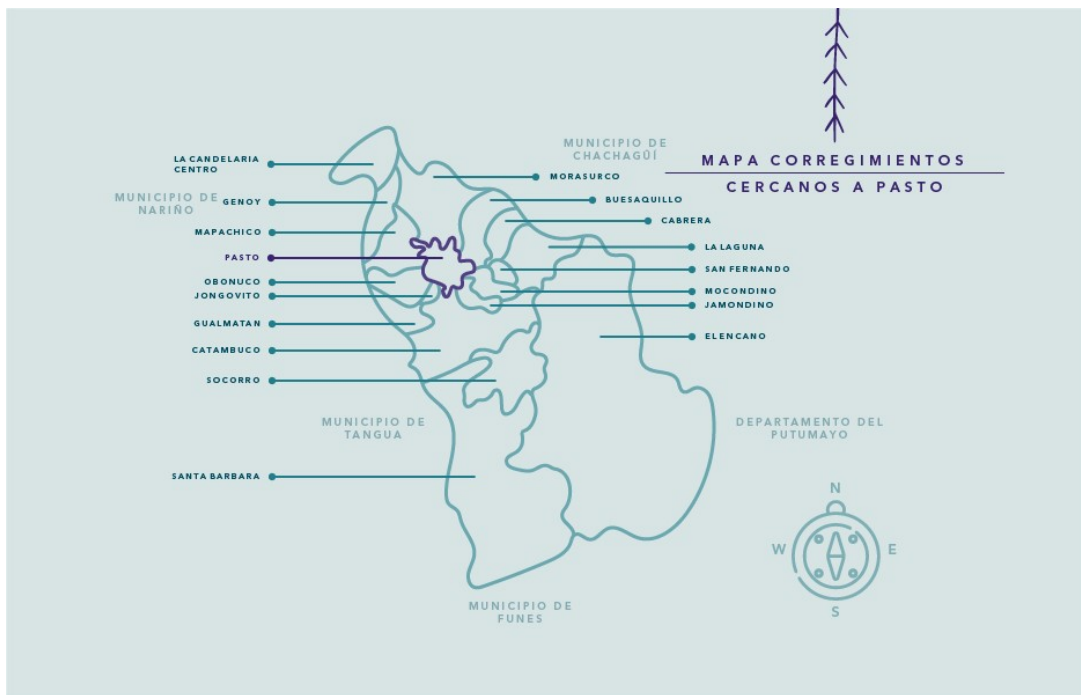 MAPA CORREGIMIENTOS
CERCANOS A PASTO
MUNICIPIO DE
CHACHAGÜÍ
LA CANDELARIA
CENTRO
MUNICIPIO DE
NARIÑO
GENOY
MAPACHICO
PASTO
OBONUCO
JONGOVITO
GUALMATAN
CATAMBUCO
SOCORRO
SANTA BARBARA
MORASURCO
BUESAQUILLO
CABRERA
LA LAGUNA
SAN FERNANDO
MOCONDINO
JAMONDINO
ELENCANO
MUNICIPIO DE
TANGUA
DEPARTAMENTO DEL
PUTUMAYO
MUNICIPIO DE
FUNES
N
W
E
S